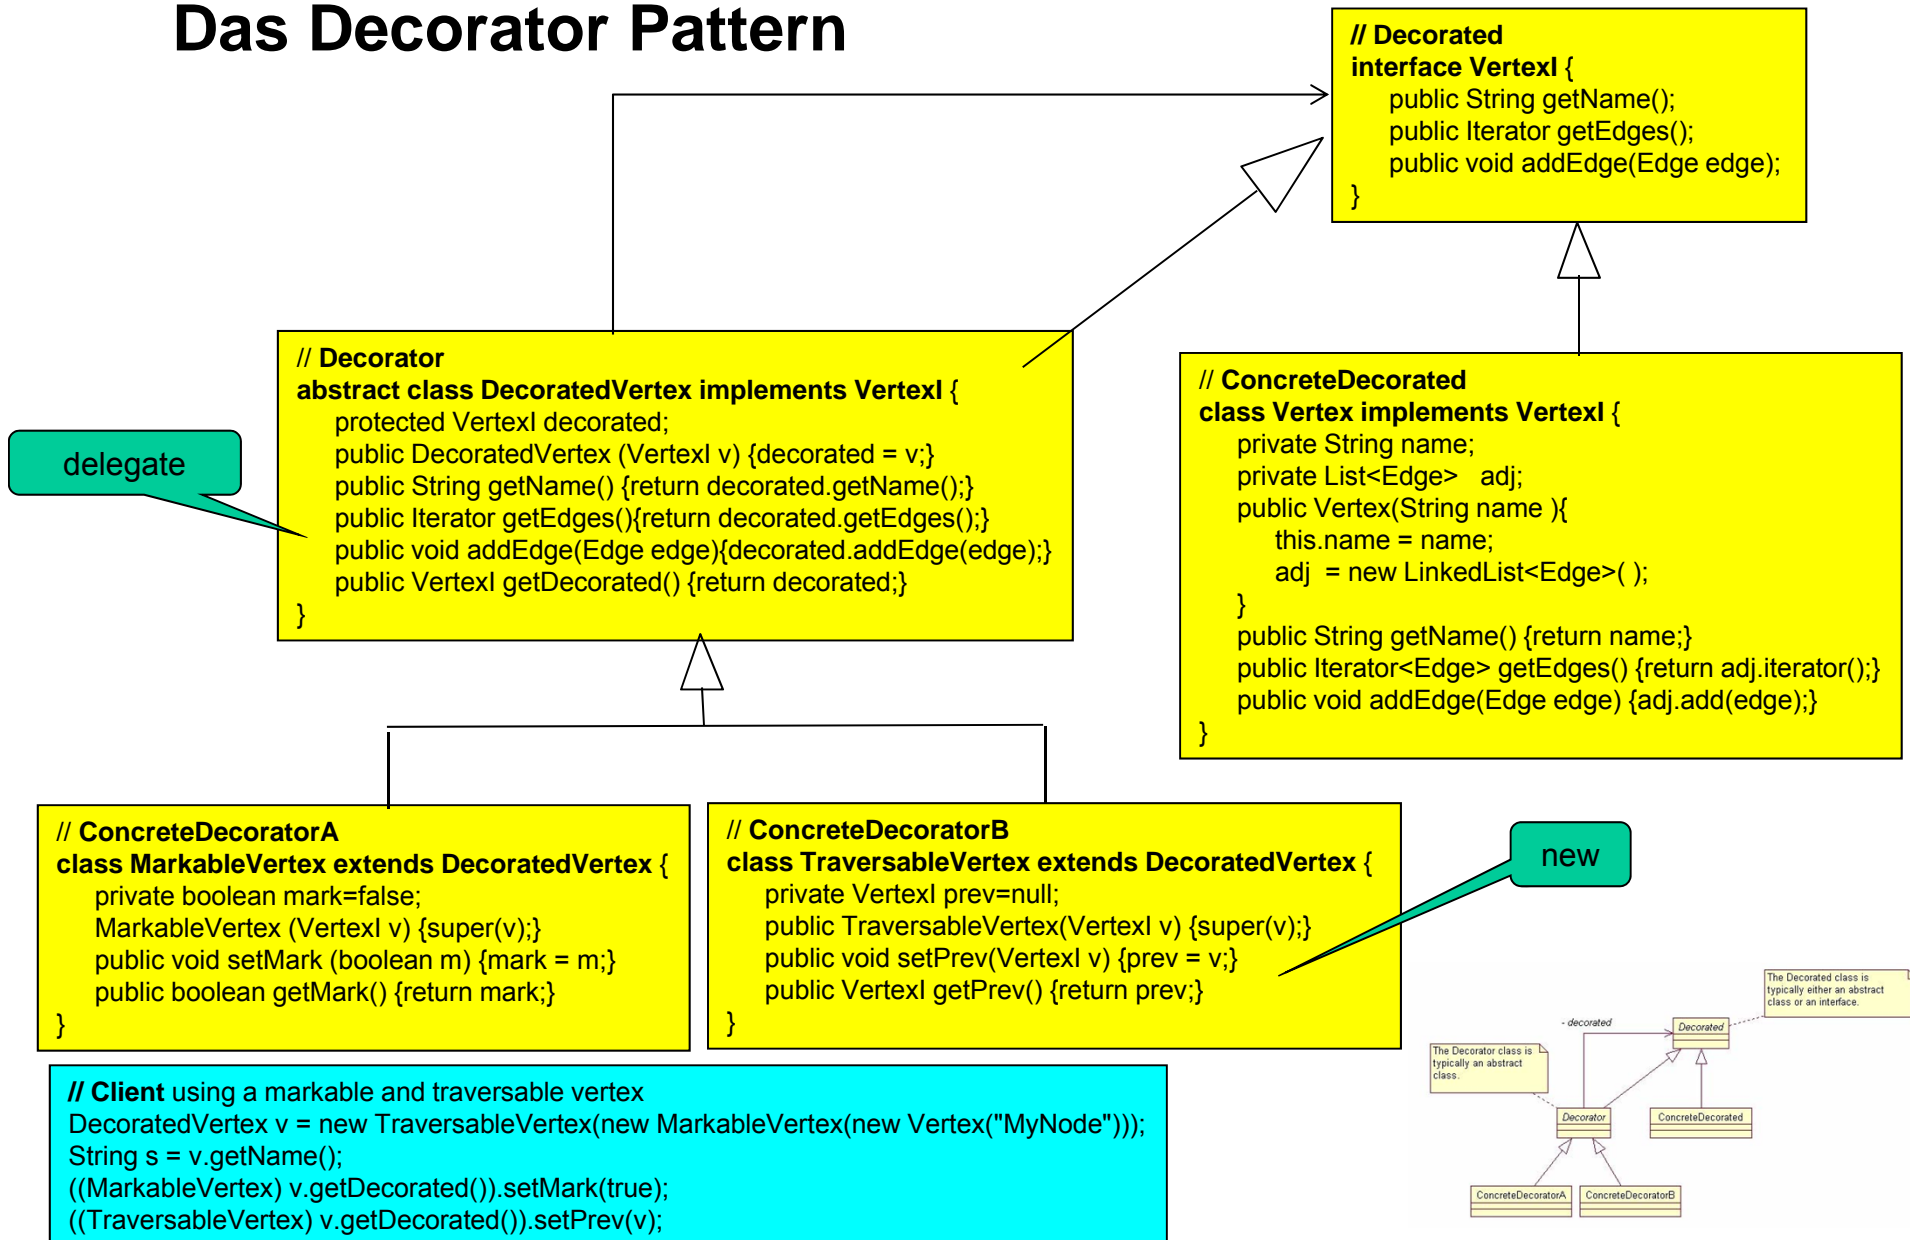 Das Decorator Pattern
// Decorated
interface VertexI {
public String getName();
public Iterator getEdges();
public void addEdge(Edge edge);
}
// Decorator
abstract class DecoratedVertex implements VertexI {
protected VertexI decorated;
public DecoratedVertex (VertexI v) {decorated = v;}
public String getName() {return decorated.getName();}
public Iterator getEdges(){return decorated.getEdges();}
public void addEdge(Edge edge){decorated.addEdge(edge);}
public VertexI getDecorated() {return decorated;}
}
delegate
// ConcreteDecorated
class Vertex implements VertexI {
private String name;
private List<Edge> adj;
public Vertex(String name ){
this.name = name;
adj = new LinkedList<Edge>( );
}
public String getName() {return name;}
public Iterator<Edge> getEdges() {return adj.iterator();}
public void addEdge(Edge edge) {adj.add(edge);}
}
// ConcreteDecoratorA
class MarkableVertex extends DecoratedVertex {
private boolean mark=false;
MarkableVertex (VertexI v) {super(v);}
public void setMark (boolean m) {mark = m;}
public boolean getMark() {return mark;}
}
// ConcreteDecoratorB
class TraversableVertex extends DecoratedVertex {
private VertexI prev=null;
public TraversableVertex(VertexI v) {super(v);}
public void setPrev(VertexI v) {prev = v;}
public VertexI getPrev() {return prev;}
}
new
// Client using a markable and traversable vertex
DecoratedVertex v = new TraversableVertex(new MarkableVertex(new Vertex("MyNode")));
String s = v.getName();
((MarkableVertex) v.getDecorated()).setMark(true);
((TraversableVertex) v.getDecorated()).setPrev(v);
The Decorated class is
typically either an abstract
class or an interface.
- decorated
Decorated
The Decorator class is
typically an abstract
class.
Decorator
ConcreteDecorated
ConcreteDecoratorA
ConcreteDecoratorB